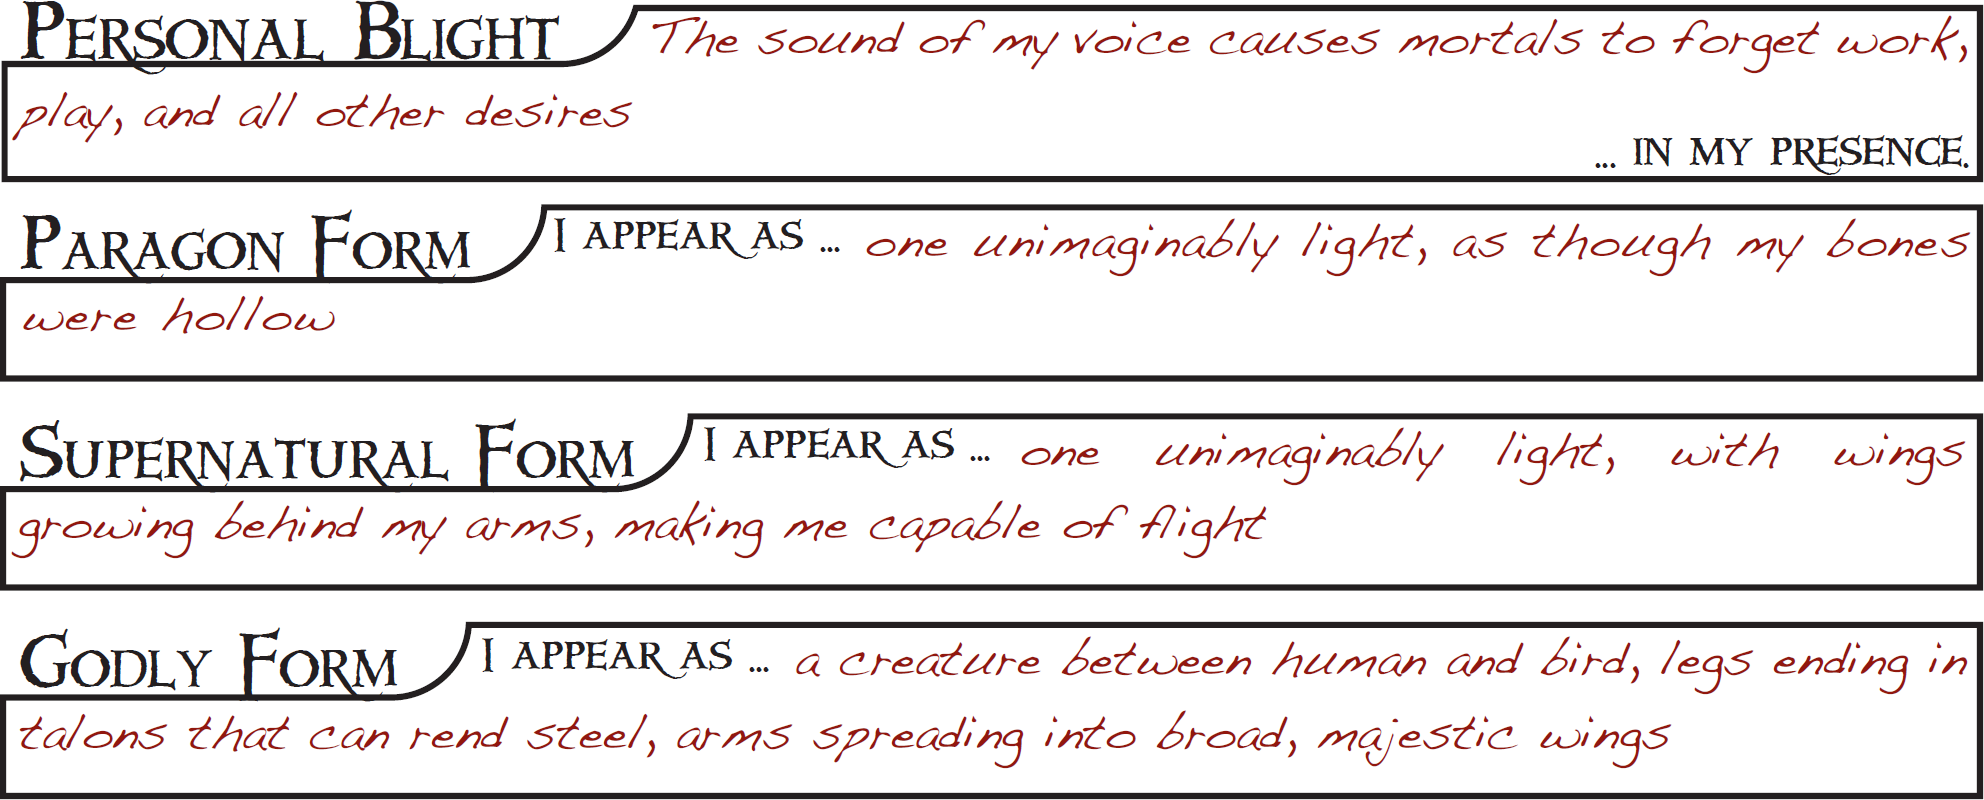 PERSONAL BLIGHT The sound of my voice causes mortals to forget work,
play, and all other desires
... IN MY PRESENCE.
PARAGON FORM I APPEAR AS ... one unimaginably light, as though my bones
were hollow
SUPERNATURAL FORM I APPEAR AS ... one unimaginably light, with wings
growing behind my arms, making me capable of flight
GODLY FORM I APPEAR AS ... a creature between human and bird, legs ending in
talons that can rend steel, arms spreading into broad, majestic wings